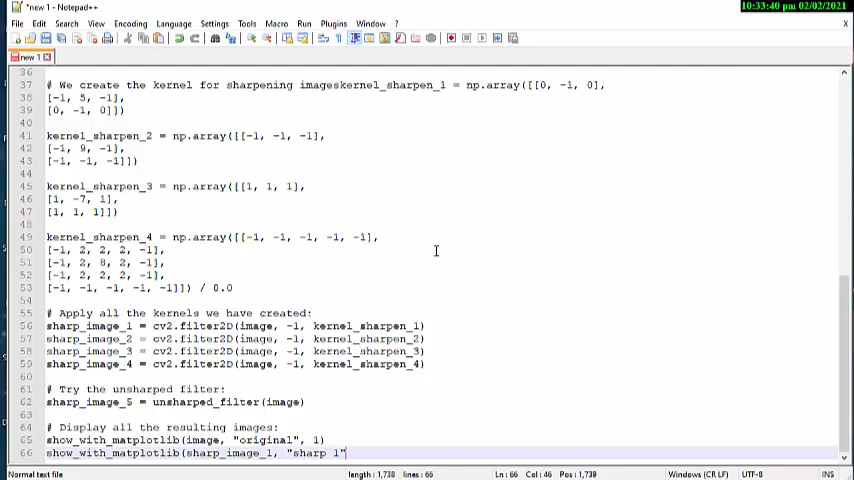 *new 1 - Notepad++
10:33:40 pm 02/02/2021
File Edit Search View Encoding Language Settings Tools Macro Run Plugins Window ?
X
new 1
36
37 # We create the kernel for sharpening imageskernel_sharpen_1 = np.array([[0, -1, 0],
38 [-1, 5, -1],
39 [0, -1, 0]])
40
41 kernel_sharpen_2 = np.array([[-1, -1, -1],
42 [-1, 9, -1],
43 [-1, -1, -1]])
44
45 kernel_sharpen_3 = np.array([[1, 1, 1],
46 [1, -7, 1],
47 [1, 1, 1]])
48
49 kernel_sharpen_4 = np.array([[-1, -1, -1, -1, -1],
50 [-1, 2, 2, 2, -1],
51 [-1, 2, 8, 2, -1],
52 [-1, 2, 2, 2, -1],
53 [-1, -1, -1, -1, -1]]) / 0.0
54
55 # Apply all the kernels we have created:
56 sharp_image_1 = cv2.filter2D(image, -1, kernel_sharpen_1)
57 sharp_image_2 = cv2.filter2D(image, -1, kernel_sharpen_2)
58 sharp_image_3 = cv2.filter2D(image, -1, kernel_sharpen_3)
59 sharp_image_4 = cv2.filter2D(image, -1, kernel_sharpen_4)
60
61 # Try the unsharped filter:
62 sharp_image_5 = unsharped_filter(image)
63
64 # Display all the resulting images:
65 show_with_matplotlib(image, "original", 1)
66 show_with_matplotlib(sharp_image_1, "sharp 1"
Normal text file length : 1,738 lines : 66 Ln : 66 Col : 46 Pos : 1,739 Windows (CR LF) UTF-8 INS